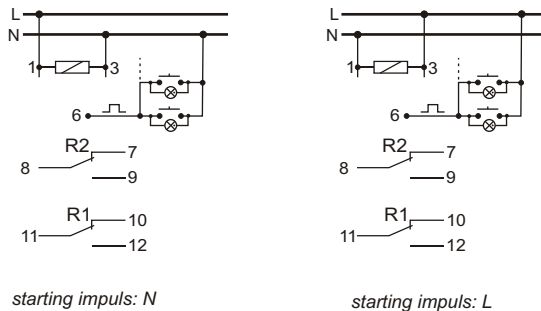 L
N
1 3
6
R2
7
8
9
R1
10
11
12
starting impuls: N
L
N
1 3
6
R2
7
8
9
R1
10
11
12
starting impuls: L